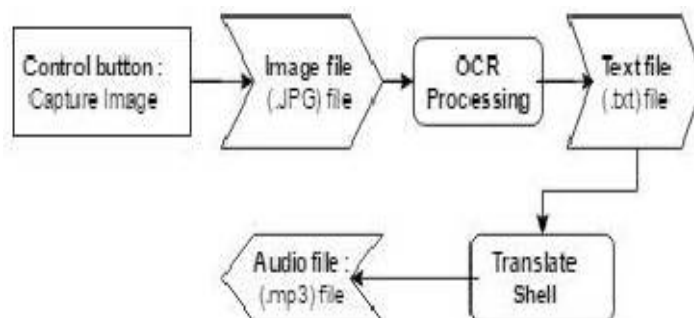 Control button :
Capture Image
Image file
(.JPG) file
OCR
Processing
Text file
(.txt) file
Translate
Shell
Audio file :
(.mp3) file